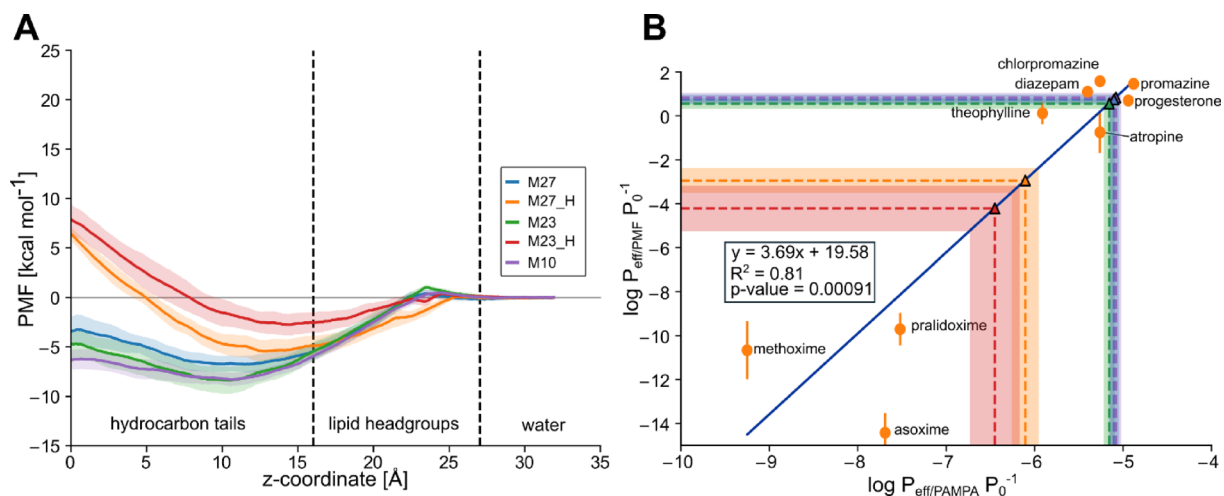 A
PMF [kcal mol⁻¹]
25
20
15
10
5
0
−5
−10
−15
M27
M27_H
M23
M23_H
M10
hydrocarbon tails
lipid headgroups
water
0 5 10 15 20 25 30 35
z-coordinate [Å]
B
log P_eff/PMF P_0⁻¹
2
0
−2
−4
−6
−8
−10
−12
−14
chlorpromazine
diazepam
promazine
progesterone
theophylline
atropine
y = 3.69x + 19.58
R² = 0.81
p-value = 0.00091
pralidoxime
methoxime
asoxime
−10 −9 −8 −7 −6 −5 −4
log P_eff/PAMPA P_0⁻¹